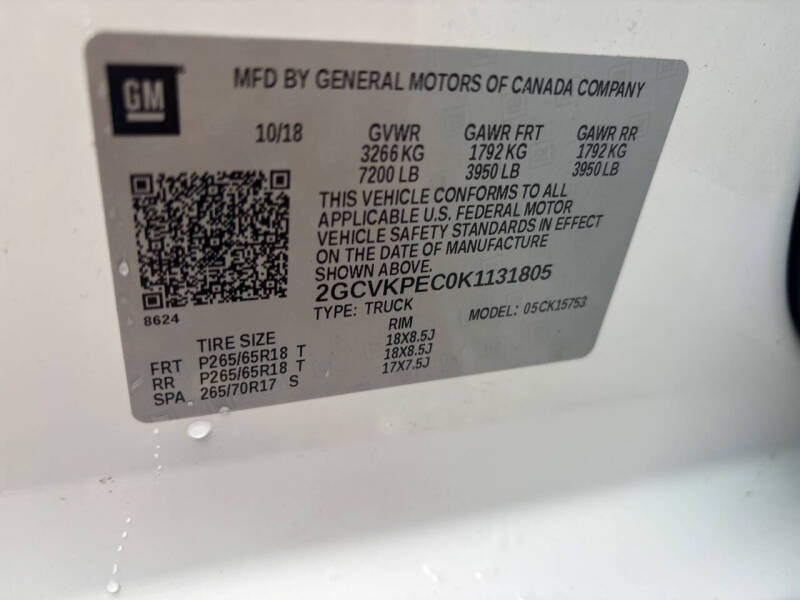 GM
MFD BY GENERAL MOTORS OF CANADA COMPANY
10/18 GVWR GAWR FRT GAWR RR
3266 KG 1792 KG 1792 KG
7200 LB 3950 LB 3950 LB
THIS VEHICLE CONFORMS TO ALL
APPLICABLE U.S. FEDERAL MOTOR
VEHICLE SAFETY STANDARDS IN EFFECT
ON THE DATE OF MANUFACTURE
SHOWN ABOVE.
2GCVKPEC0K1131805
8624
TYPE: TRUCK MODEL: 05CK15753
TIRE SIZE RIM
FRT P265/65R18 T 18X8.5J
RR P265/65R18 T 18X8.5J
SPA 265/70R17 S 17X7.5J